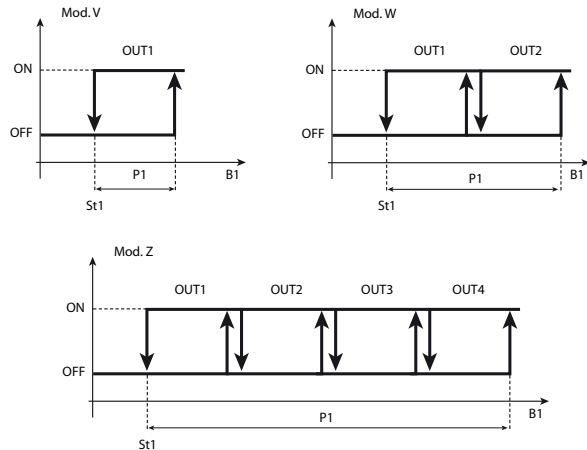 Mod. V
OUT1
ON
OFF
P1
B1
St1
Mod. W
OUT1 OUT2
ON
OFF
P1
B1
St1
Mod. Z
OUT1 OUT2 OUT3 OUT4
ON
OFF
P1
B1
St1